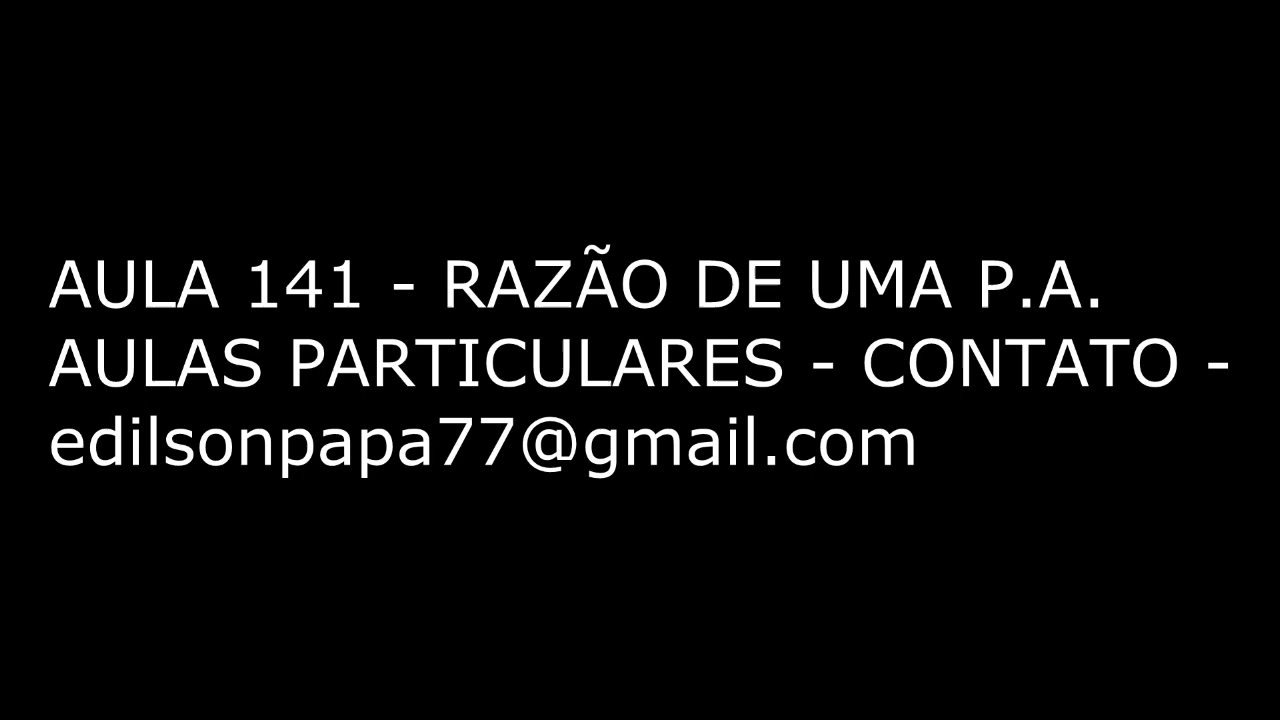 AULA 141 - RAZÃO DE UMA P.A.
AULAS PARTICULARES - CONTATO -
edilsonpapa77@gmail.com